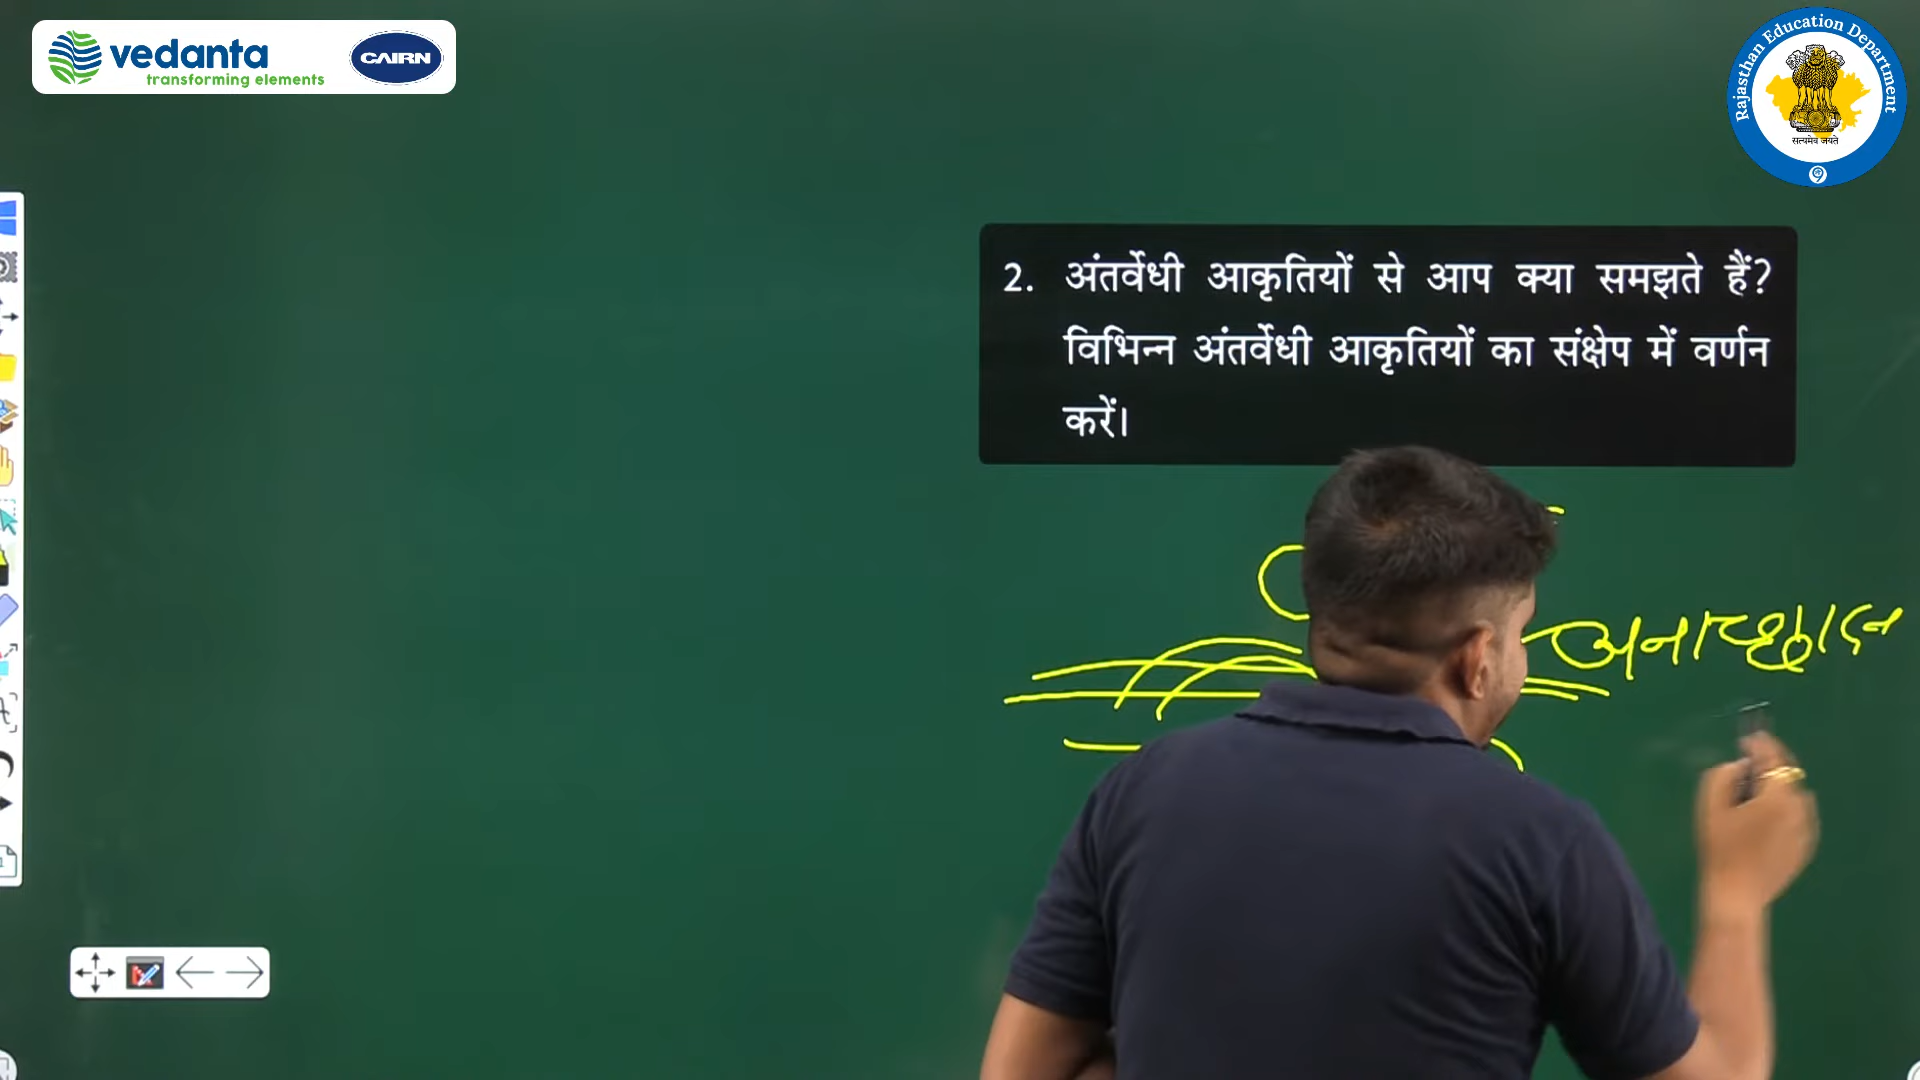 vedanta
transforming elements
CAIRN
Rajasthan Education Department
सत्यमेव जयते
2. अंतर्वेधी आकृतियों से आप क्या समझते हैं?
विभिन्न अंतर्वेधी आकृतियों का संक्षेप में वर्णन
करें।
अनाच्छादन